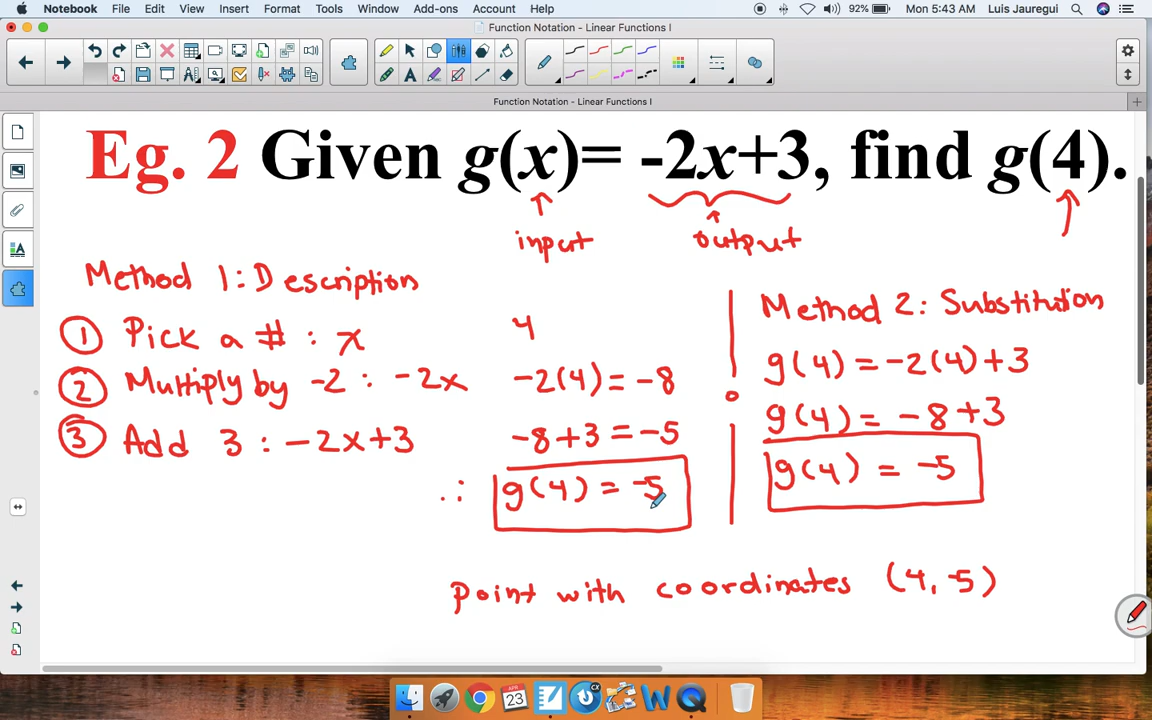 Notebook File Edit View Insert Format Tools Window Add-ons Account Help 92% Mon 5:43 AM Luis Jauregui
Function Notation - Linear Functions I
Function Notation - Linear Functions I
Eg. 2 Given g(x)= -2x+3, find g(4).
input output
Method 1: Description
① Pick a # : x 4
② Multiply by -2 : -2x -2(4) = -8
③ Add 3 : -2x+3 -8+3 = -5
∴ g(4) = -5
Method 2: Substitution
g(4) = -2(4)+3
g(4) = -8+3
g(4) = -5
Point with coordinates (4, -5)
APR
23
W